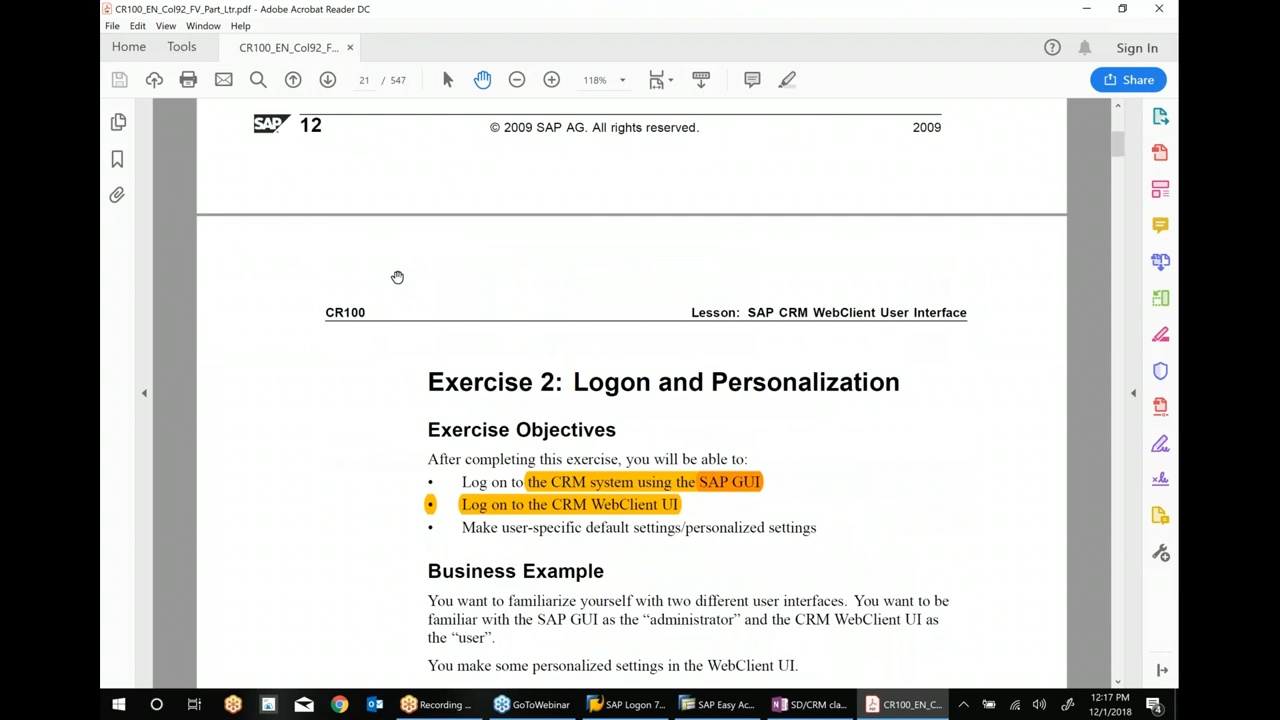 CR100_EN_Col92_FV_Part_Ltr.pdf - Adobe Acrobat Reader DC
File Edit View Window Help
Home Tools CR100_EN_Col92_F... × Sign In
21 / 547 118% Share
SAP 12 © 2009 SAP AG. All rights reserved. 2009
CR100 Lesson: SAP CRM WebClient User Interface
Exercise 2: Logon and Personalization
Exercise Objectives
After completing this exercise, you will be able to:
• Log on to the CRM system using the SAP GUI
• Log on to the CRM WebClient UI
• Make user-specific default settings/personalized settings
Business Example
You want to familiarize yourself with two different user interfaces. You want to be
familiar with the SAP GUI as the “administrator” and the CRM WebClient UI as
the “user”.
You make some personalized settings in the WebClient UI.
Recording ... GoToWebinar SAP Logon 7... SAP Easy Ac... SD/CRM cla... CR100_EN_C... 12:17 PM
12/1/2018 4